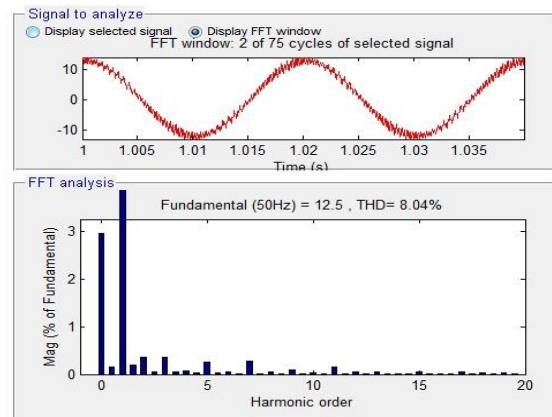 Signal to analyze
Display selected signal Display FFT window
FFT window: 2 of 75 cycles of selected signal
10
0
-10
1 1.005 1.01 1.015 1.02 1.025 1.03 1.035
Time (s)
FFT analysis
Fundamental (50Hz) = 12.5 , THD= 8.04%
Mag (% of Fundamental)
3
2
1
0
0 5 10 15 20
Harmonic order